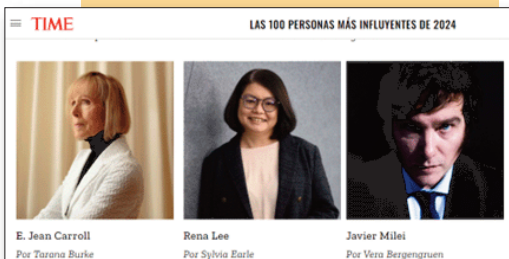 TIME
LAS 100 PERSONAS MÁS INFLUYENTES DE 2024
E. Jean Carroll
Por Tarana Burke
Rena Lee
Por Sylvia Earle
Javier Milei
Por Vera Bergengruen